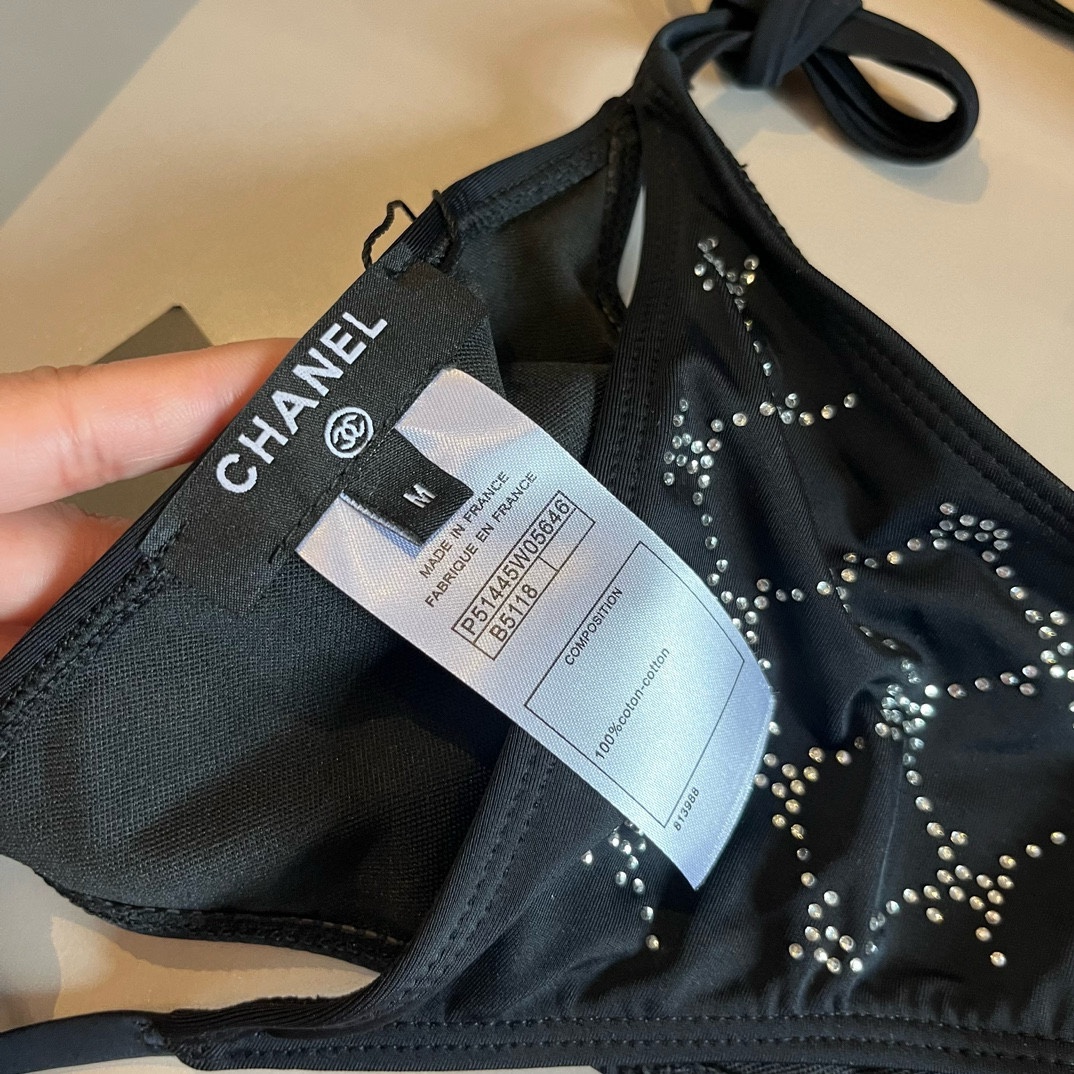 CHANEL
M
MADE IN FRANCE
FABRIQUE EN FRANCE
P51445W05646
B5118
COMPOSITION
100%coton-cotton
813988